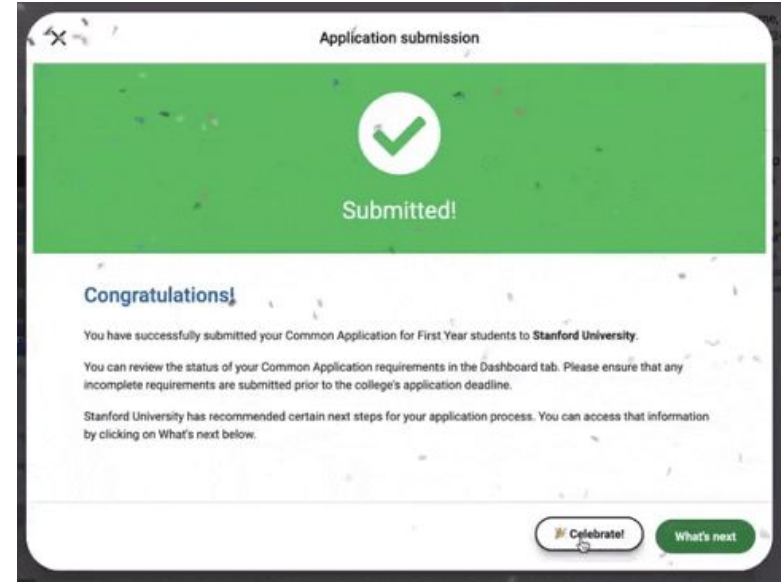 Application submission
Submitted!
Congratulations!
You have successfully submitted your Common Application for First Year students to Stanford University.
You can review the status of your Common Application requirements in the Dashboard tab. Please ensure that any
incomplete requirements are submitted prior to the college's application deadline.
Stanford University has recommended certain next steps for your application process. You can access that information
by clicking on What's next below.
Celebrate!
What's next